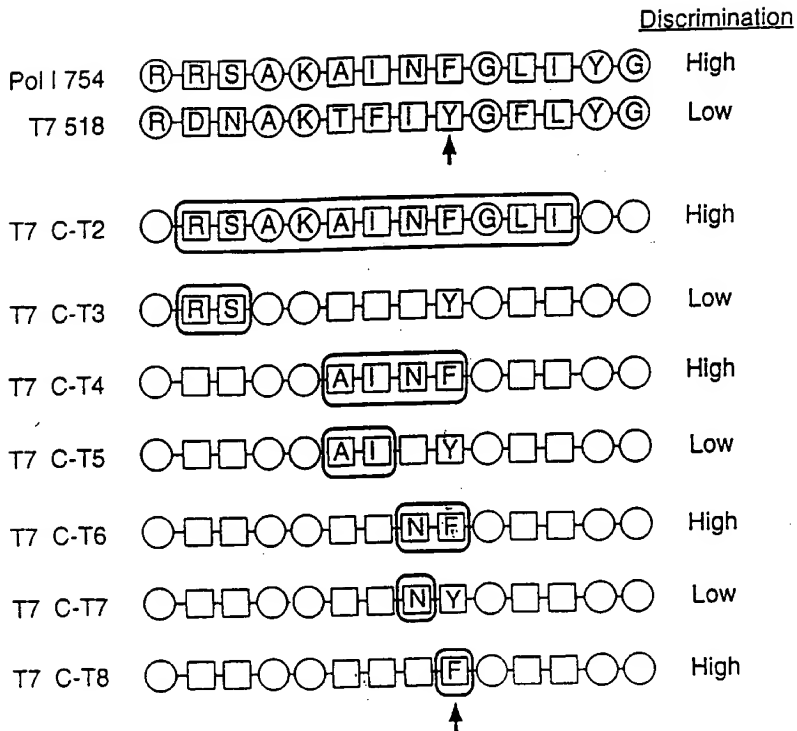 Discrimination
Pol I 754 R R S A K A I N F G L I Y G High
T7 518 R D N A K T F I Y G F L Y G Low
T7 C-T2 R S A K A I N F G L I High
T7 C-T3 R S Y Low
T7 C-T4 A I N F High
T7 C-T5 A I Y Low
T7 C-T6 N F High
T7 C-T7 N Y Low
T7 C-T8 F High